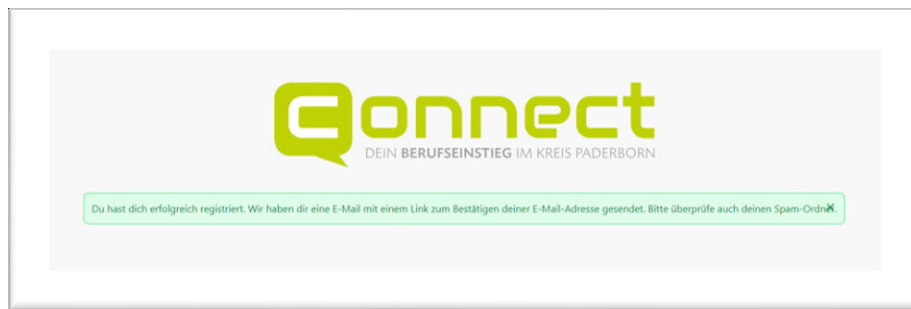 connect
DEIN BERUFSEINSTIEG IM KREIS PADERBORN
Du hast dich erfolgreich registriert. Wir haben dir eine E-Mail mit einem Link zum Bestätigen deiner E-Mail-Adresse gesendet. Bitte überprüfe auch deinen Spam-Ordner.